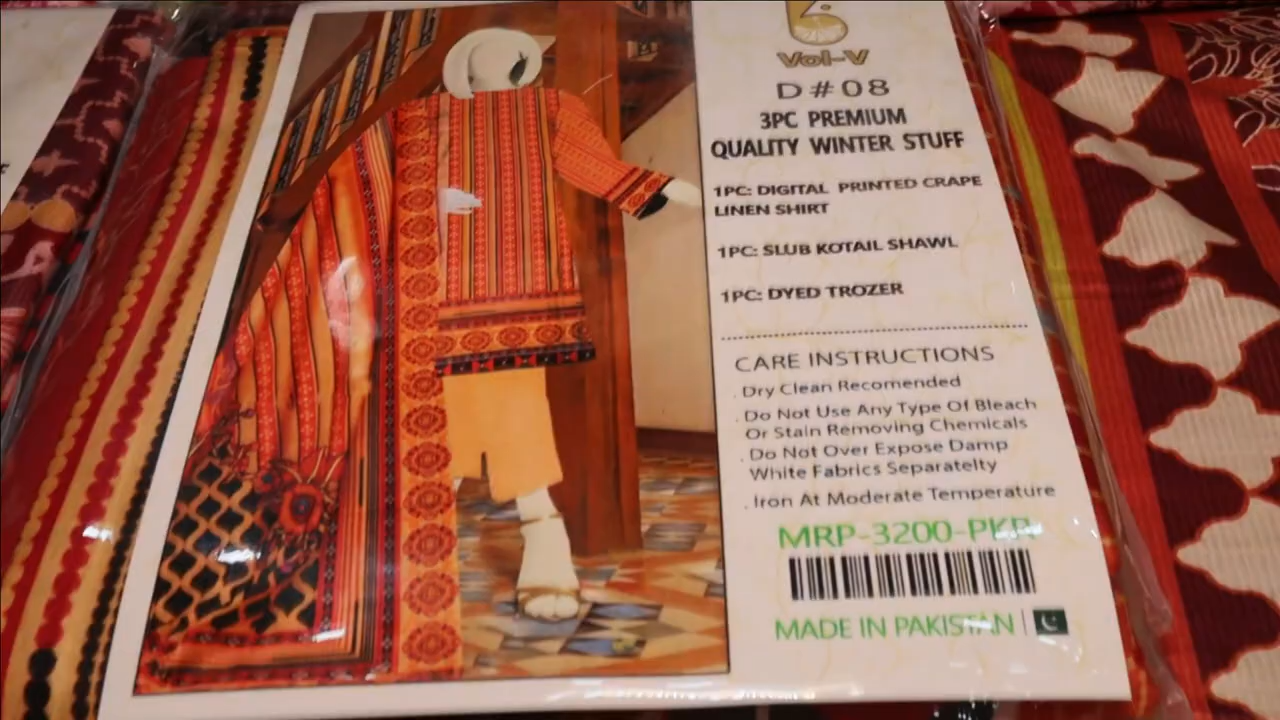 Vol-V
D#08
3PC PREMIUM
QUALITY WINTER STUFF
1PC: DIGITAL PRINTED CRAPE
LINEN SHIRT
1PC: SLUB KOTAIL SHAWL
1PC: DYED TROZER
CARE INSTRUCTIONS
. Dry Clean Recomended
. Do Not Use Any Type Of Bleach
Or Stain Removing Chemicals
. Do Not Over Expose Damp
White Fabrics Separatelty
. Iron At Moderate Temperature
MRP-3200-PKR
MADE IN PAKISTAN